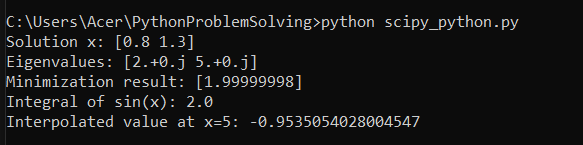 C:\Users\Acer\PythonProblemSolving>python scipy_python.py
Solution x: [0.8 1.3]
Eigenvalues: [2.+0.j 5.+0.j]
Minimization result: [1.99999998]
Integral of sin(x): 2.0
Interpolated value at x=5: -0.9535054028004547